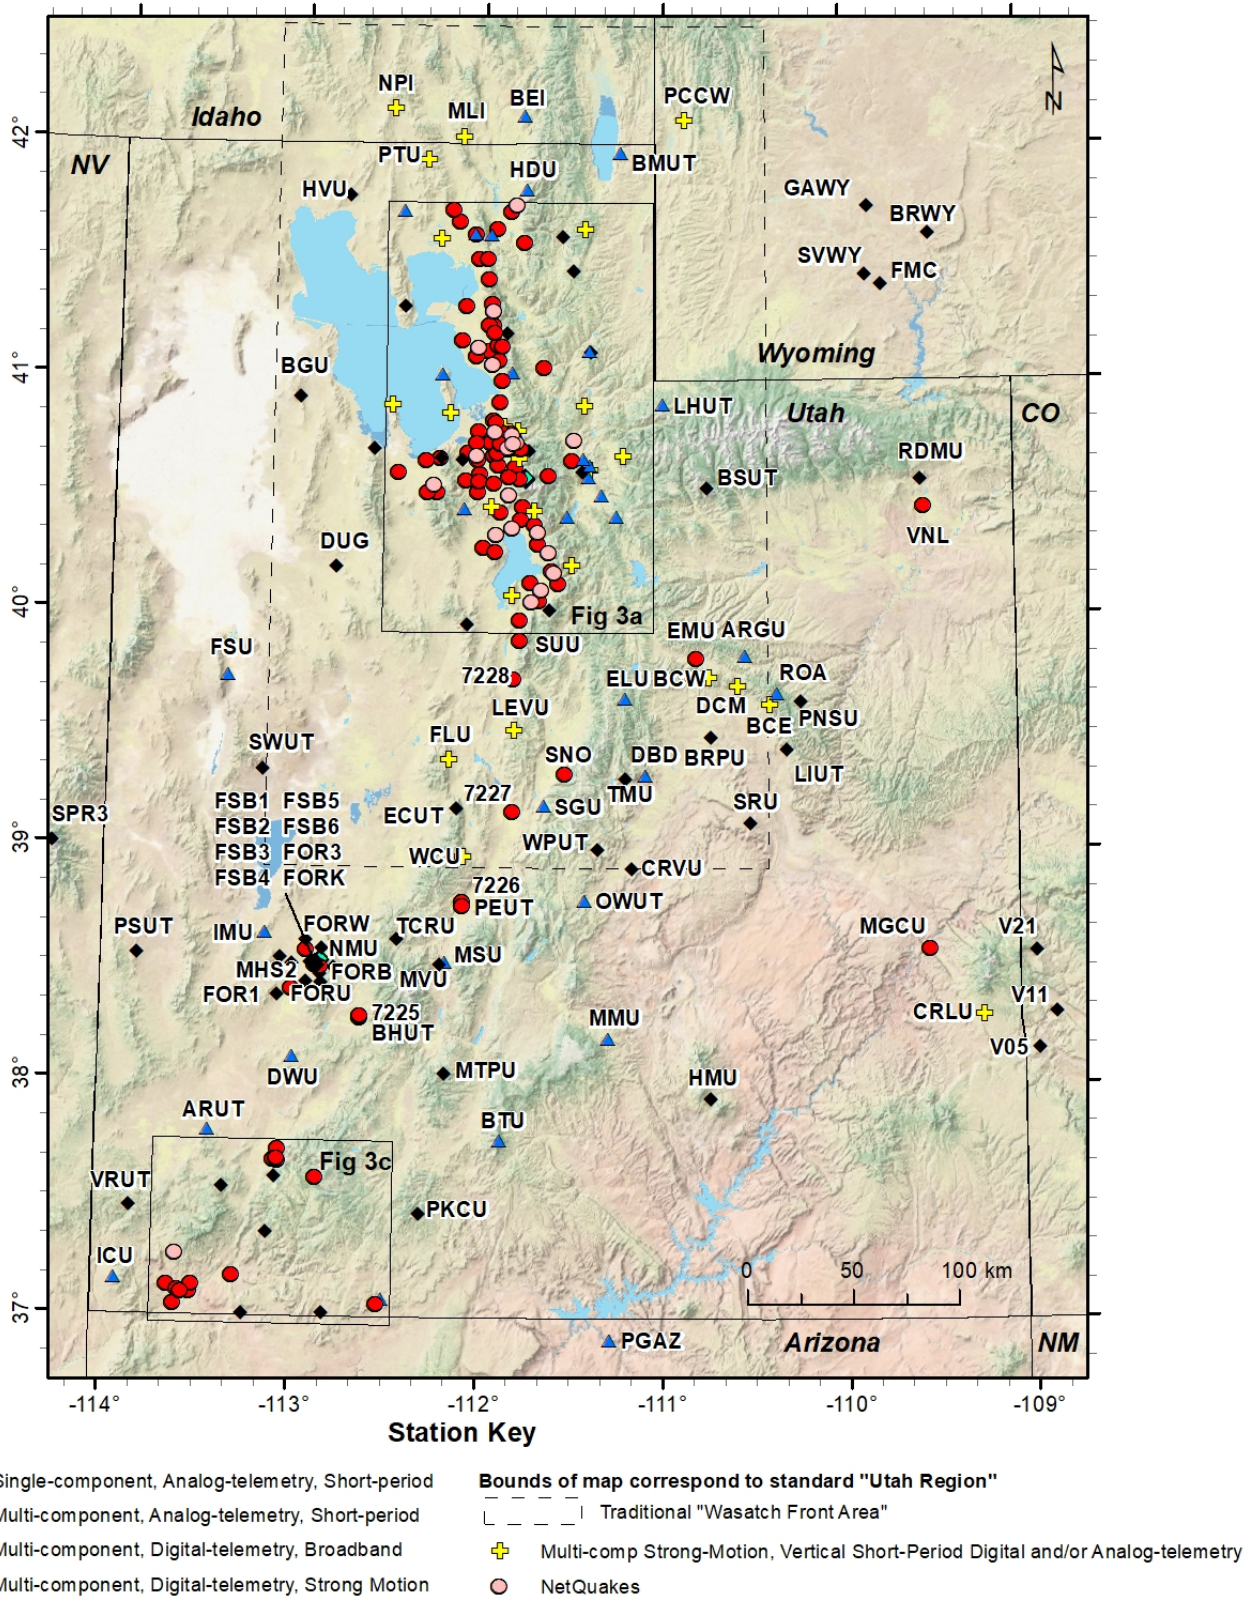 NPI
BEI
PCCW
MLI
Idaho
N
42°
NV
PTU
HDU
BMUT
HVU
GAWY
BRWY
SVWY
FMC
41°
BGU
Wyoming
LHUT
Utah
CO
RDMU
BSUT
VNL
DUG
40°
Fig 3a
SUU
EMU ARGU
FSU
7228
ELU BCW
ROA
LEVU
DCM
PNSU
BCE
FLU
SWUT
SNO
DBD
BRPU
LIUT
FSB1 FSB5
7227
TMU
SRU
SPR3
ECUT
SGU
FSB2 FSB6
39°
WPUT
FSB3 FOR3
WCU
CRVU
FSB4 FORK
7226
OWUT
PEUT
PSUT
IMU
FORW
TCRU
MGCU
V21
NMU
MSU
MHS2
FORB
MVU
FOR1
FORU
V11
7225
CRLU
MMU
BHUT
V05
38°
DWU
MTPU
HMU
ARUT
BTU
Fig 3c
VRUT
PKCU
ICU
0 50 100 km
37°
PGAZ
Arizona
NM
-114° -113° -112° -111° -110° -109°
Station Key
Single-component, Analog-telemetry, Short-period
Multi-component, Analog-telemetry, Short-period
Multi-component, Digital-telemetry, Broadband
Multi-component, Digital-telemetry, Strong Motion
Bounds of map correspond to standard "Utah Region"
Traditional "Wasatch Front Area"
Multi-comp Strong-Motion, Vertical Short-Period Digital and/or Analog-telemetry
NetQuakes